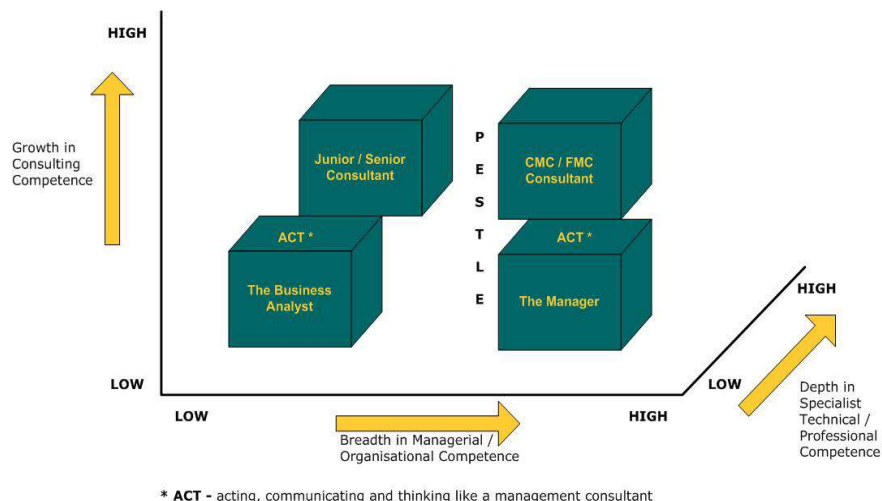 HIGH
Growth in
Consulting
Competence
LOW
Junior / Senior
Consultant
ACT *
The Business
Analyst
P
E
S
T
L
E
CMC / FMC
Consultant
ACT *
The Manager
LOW
HIGH
Breadth in Managerial /
Organisational Competence
HIGH
LOW
Depth in
Specialist
Technical /
Professional
Competence
* ACT - acting, communicating and thinking like a management consultant